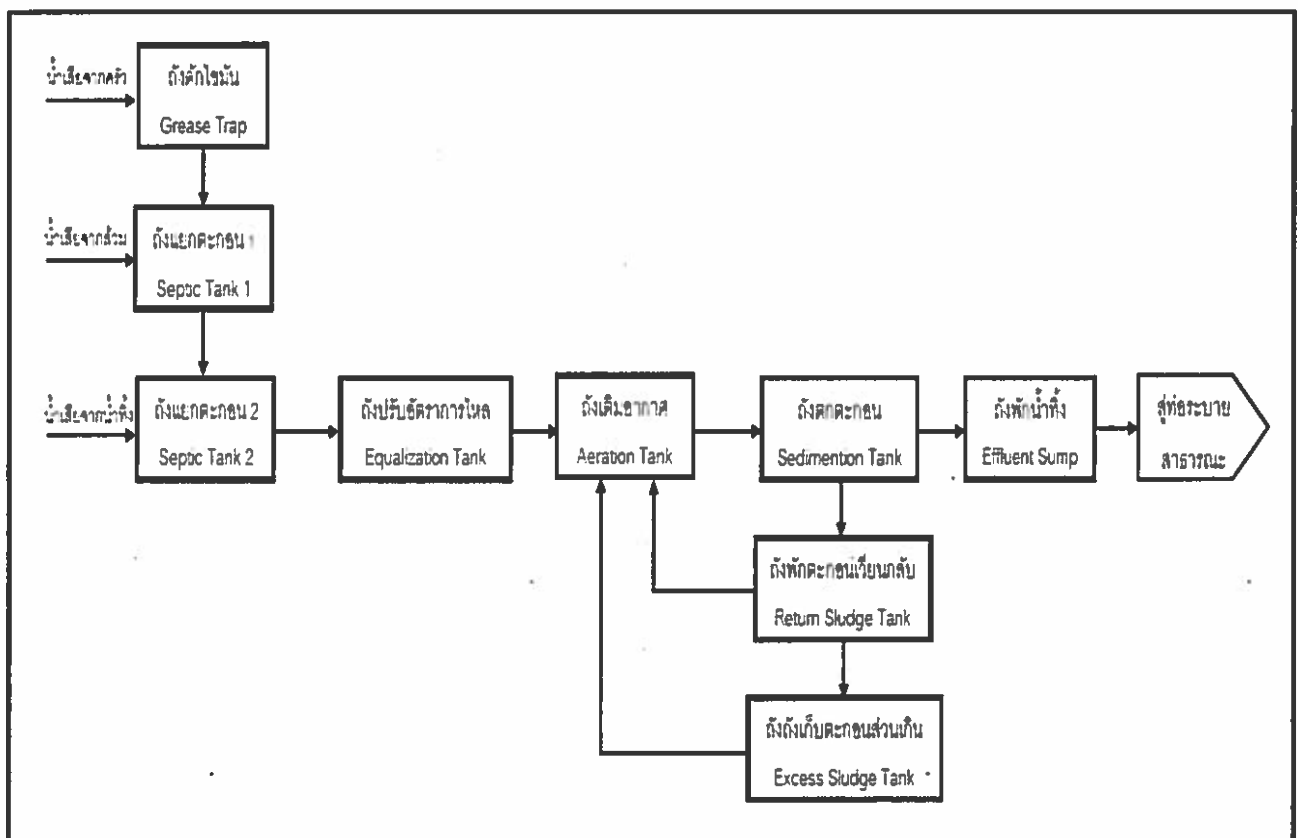 น้ำเสียจากครัว
ถังดักไขมัน
Grease Trap
น้ำเสียจากส้วม
ถังแยกตะกอน 1
Septic Tank 1
น้ำเสียจากน้ำทิ้ง
ถังแยกตะกอน 2
Septic Tank 2
ถังปรับอัตราการไหล
Equalization Tank
ถังเติมอากาศ
Aeration Tank
ถังตกตะกอน
Sedimention Tank
ถังพักน้ำทิ้ง
Effluent Sump
สู่ท่อระบาย
สาธารณะ
ถังพักตะกอนเวียนกลับ
Return Sludge Tank
ถังถังเก็บตะกอนส่วนเกิน
Excess Sludge Tank